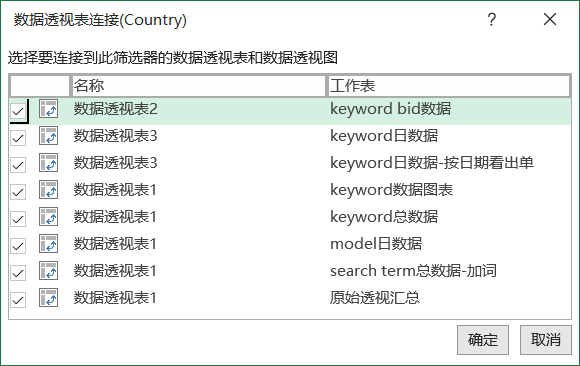 数据透视表连接(Country)
选择要连接到此筛选器的数据透视表和数据透视图
名称 工作表
数据透视表2 keyword bid数据
数据透视表3 keyword日数据
数据透视表3 keyword日数据-按日期看出单
数据透视表1 keyword数据图表
数据透视表1 keyword总数据
数据透视表1 model日数据
数据透视表1 search term总数据-加词
数据透视表1 原始透视汇总
确定 取消